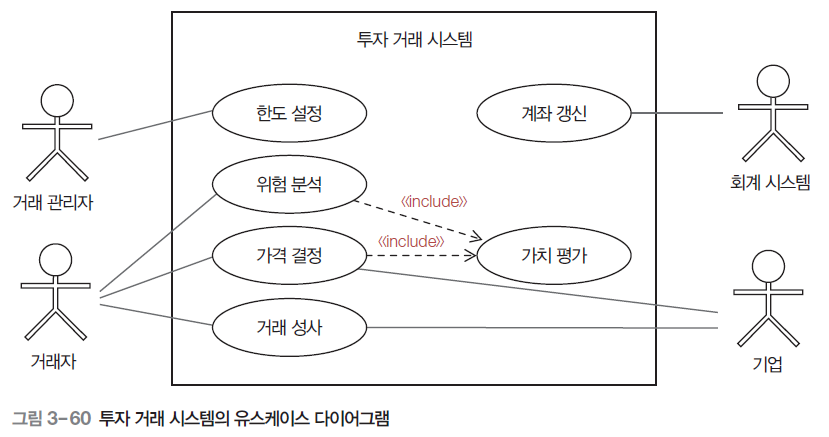 투자 거래 시스템
한도 설정
계좌 갱신
거래 관리자
회계 시스템
위험 분석
《include》
가격 결정
《include》
가치 평가
거래 성사
거래자
기업
그림 3-60 투자 거래 시스템의 유스케이스 다이어그램